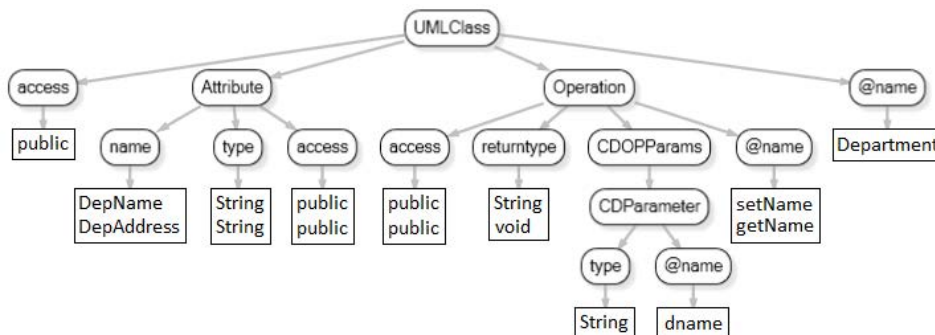 UMLClass
access
Attribute
Operation
@name
public
Department
name
type
access
access
returntype
CDOPParams
@name
DepName
DepAddress
String
String
public
public
public
public
String
void
CDParameter
setName
getName
type
@name
String
dname